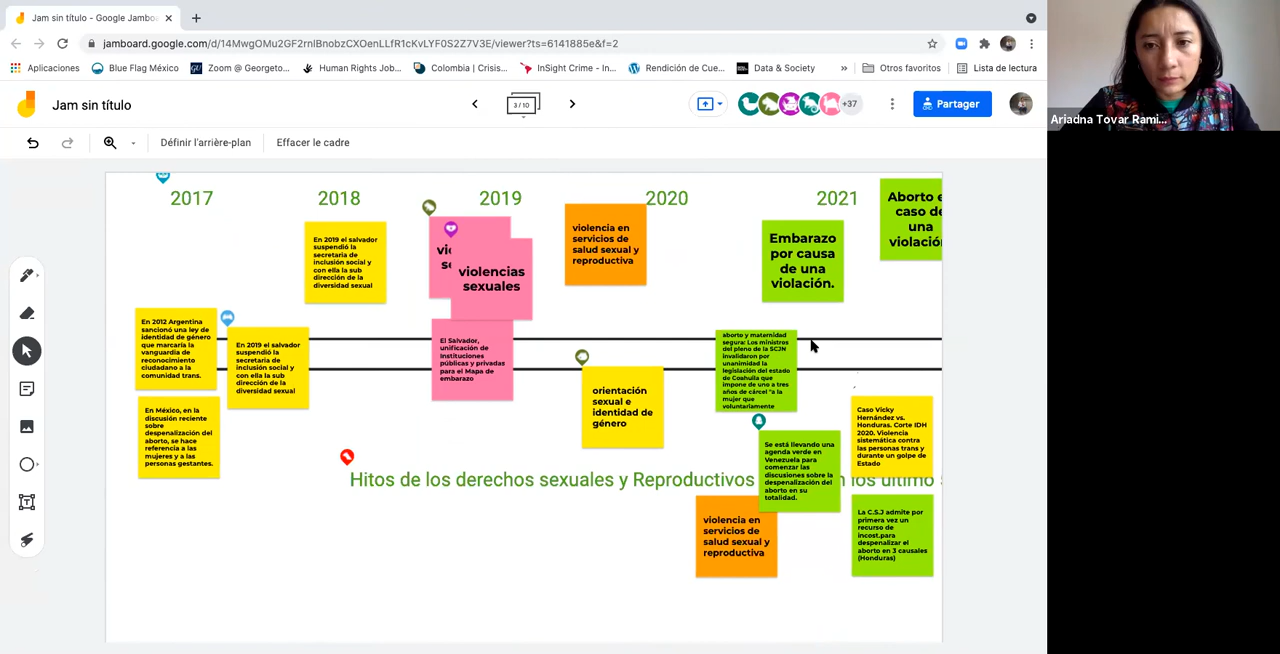 Jam sin título - Google Jambo
jamboard.google.com/d/14MwgOMu2GF2rnIBnobzCXOenLLfR1cKvLYF0S2Z7V3E/viewer?ts=6141885e&f=2
Aplicaciones
Blue Flag México
Zoom @ Georgeto...
Human Rights Job...
Colombia | Crisis...
InSight Crime - In...
Rendición de Cue...
Data & Society
»
Otros favoritos
Lista de lectura
Jam sin título
3 / 10
+37
Partager
Ariadna Tovar Rami...
Définir l'arrière-plan
Effacer le cadre
2017
2018
2019
2020
2021
En 2019 el salvador
suspendió la
secretaria de
inclusión social y
con ella la sub
dirección de la
diversidad sexual
violencias
sexuales
violencia en
servicios de
salud sexual y
reproductiva
Embarazo
por causa
de una
violación.
Aborto e
caso de
una
violación
En 2012 Argentina
sancionó una ley de
identidad de género
que marcaría la
vanguardia de
reconocimiento
ciudadano a la
comunidad trans.
En 2019 el salvador
suspendió la
secretaria de
inclusión social y
con ella la sub
dirección de la
diversidad sexual
El Salvador,
unificación de
Instituciones
públicas y privadas
para el Mapa de
embarazo
orientación
sexual e
identidad de
género
aborto y maternidad
segura: Los ministros
del pleno de la SCJN
invalidaron por
unanimidad la
legislación del estado
de Coahuila que
impone de uno a tres
años de cárcel "a la
mujer que
voluntariamente
En México, en la
discusión reciente
sobre
despenalización del
aborto, se hace
referencia a las
mujeres y a las
personas gestantes.
Se está llevando una
agenda verde en
Venezuela para
comenzar las
discusiones sobre la
despenalización del
aborto en su
totalidad.
Caso Vicky
Hernández vs.
Honduras. Corte IDH
2020. Violencia
sistemática contra
las personas trans y
durante un golpe de
Estado
Hitos de los derechos sexuales y Reproductivos n los ultimo
violencia en
servicios de
salud sexual y
reproductiva
La C.S.J admite por
primera vez un
recurso de
incost.para
despenalizar el
aborto en 3 causales
(Honduras)